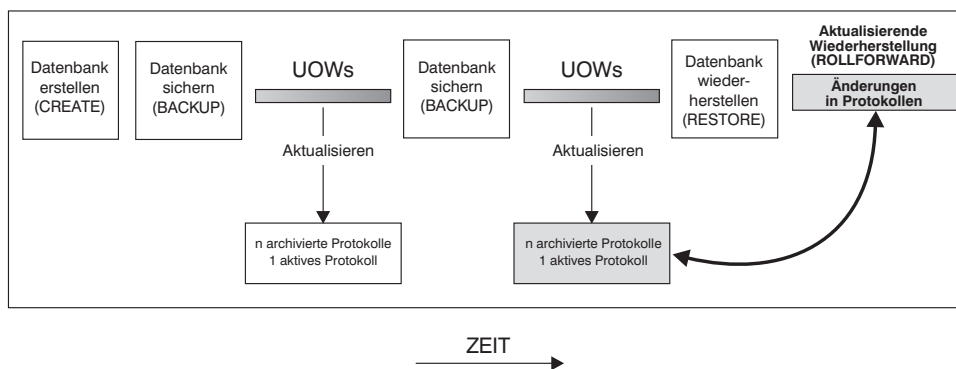 Datenbank
erstellen
(CREATE)
Datenbank
sichern
(BACKUP)
UOWs
Aktualisieren
n archivierte Protokolle
1 aktives Protokoll
Datenbank
sichern
(BACKUP)
UOWs
Aktualisieren
n archivierte Protokolle
1 aktives Protokoll
Datenbank
wieder-
herstellen
(RESTORE)
Aktualisierende
Wiederherstellung
(ROLLFORWARD)
Änderungen
in Protokollen
ZEIT